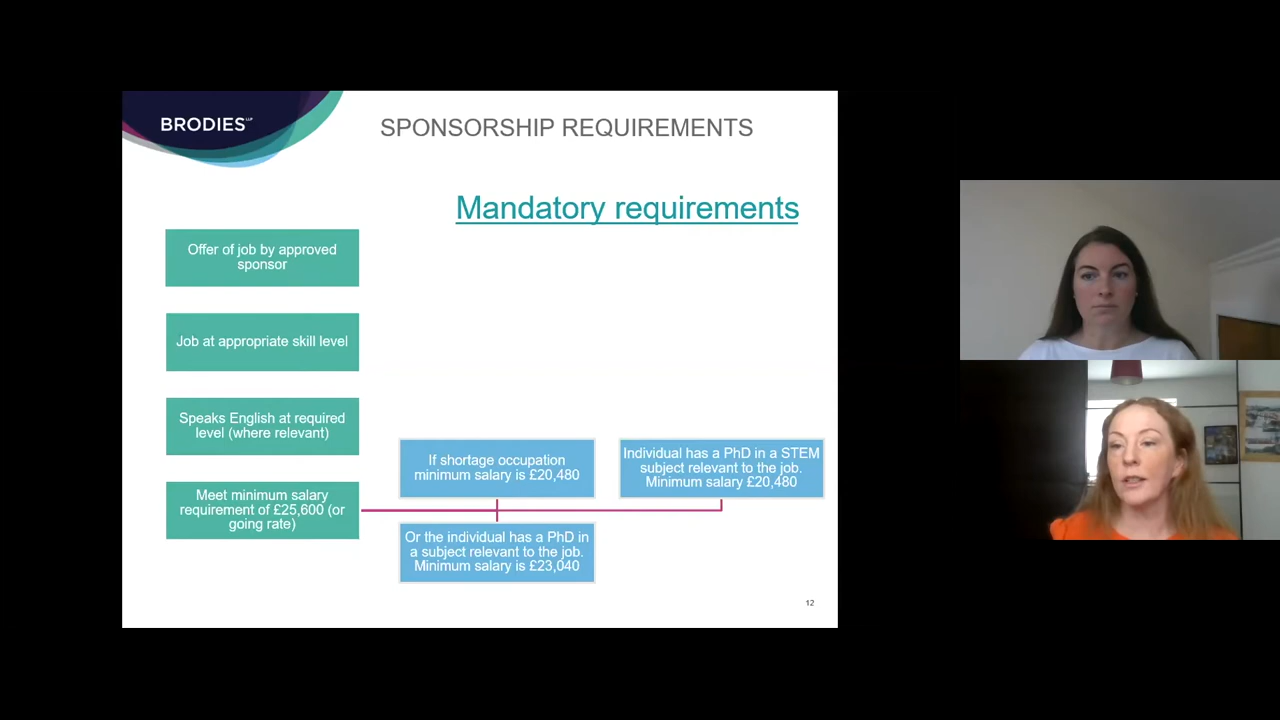 BRODIES LLP
SPONSORSHIP REQUIREMENTS
Mandatory requirements
Offer of job by approved
sponsor
Job at appropriate skill level
Speaks English at required
level (where relevant)
Meet minimum salary
requirement of £25,600 (or
going rate)
If shortage occupation
minimum salary is £20,480
Individual has a PhD in a STEM
subject relevant to the job.
Minimum salary £20,480
Or the individual has a PhD in
a subject relevant to the job.
Minimum salary is £23,040
12